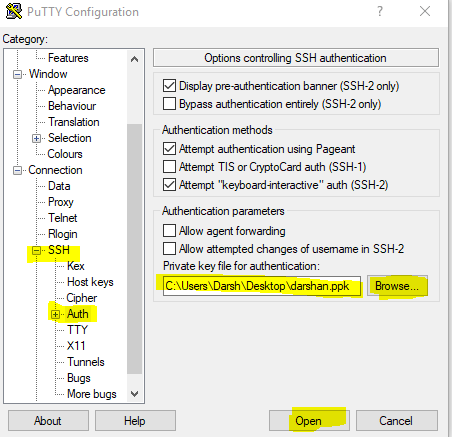 PuTTY Configuration
Category:
Features
Window
Appearance
Behaviour
Translation
Selection
Colours
Connection
Data
Proxy
Telnet
Rlogin
SSH
Kex
Host keys
Cipher
Auth
TTY
X11
Tunnels
Bugs
More bugs
Options controlling SSH authentication
Display pre-authentication banner (SSH-2 only)
Bypass authentication entirely (SSH-2 only)
Authentication methods
Attempt authentication using Pageant
Attempt TIS or CryptoCard auth (SSH-1)
Attempt "keyboard-interactive" auth (SSH-2)
Authentication parameters
Allow agent forwarding
Allow attempted changes of username in SSH-2
Private key file for authentication:
C:\Users\Darsh\Desktop\darshan.ppk
Browse...
About
Help
Open
Cancel